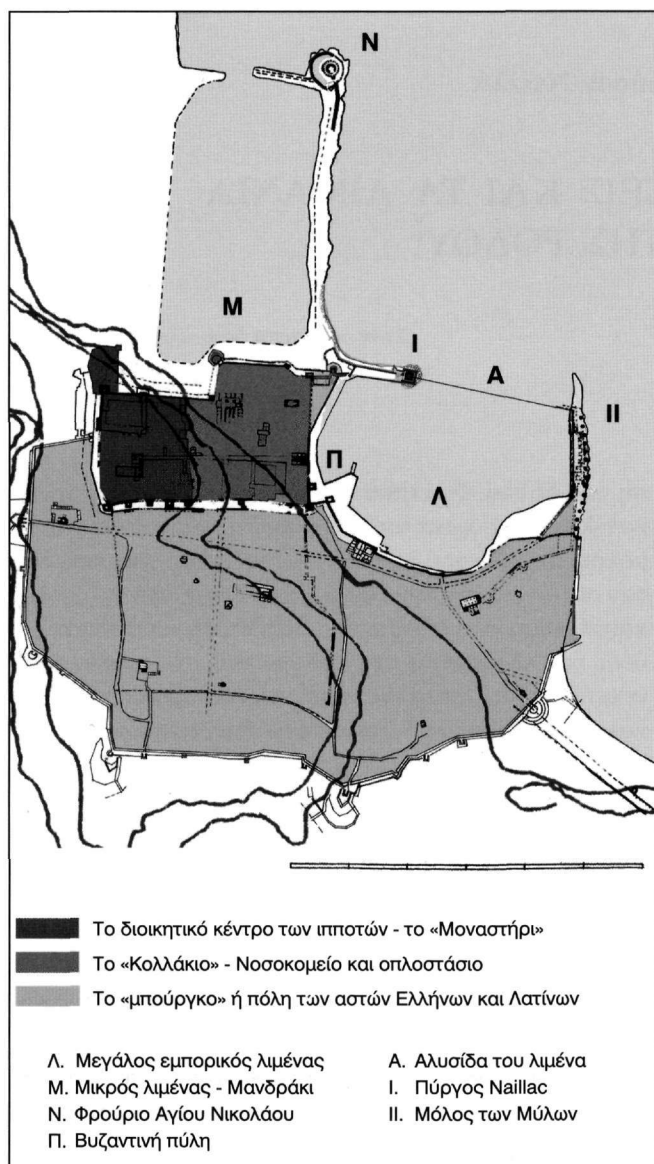 N
M
I
A
II
Π
Λ
Το διοικητικό κέντρο των ιπποτών - το «Μοναστήρι»
Το «Κολλάκιο» - Νοσοκομείο και οπλοστάσιο
Το «μπούργκο» ή πόλη των αστών Ελλήνων και Λατίνων
Λ. Μεγάλος εμπορικός λιμένας
Μ. Μικρός λιμένας - Μανδράκι
Ν. Φρούριο Αγίου Νικολάου
Π. Βυζαντινή πύλη
Α. Αλυσίδα του λιμένα
Ι. Πύργος Naillac
ΙΙ. Μόλος των Μύλων